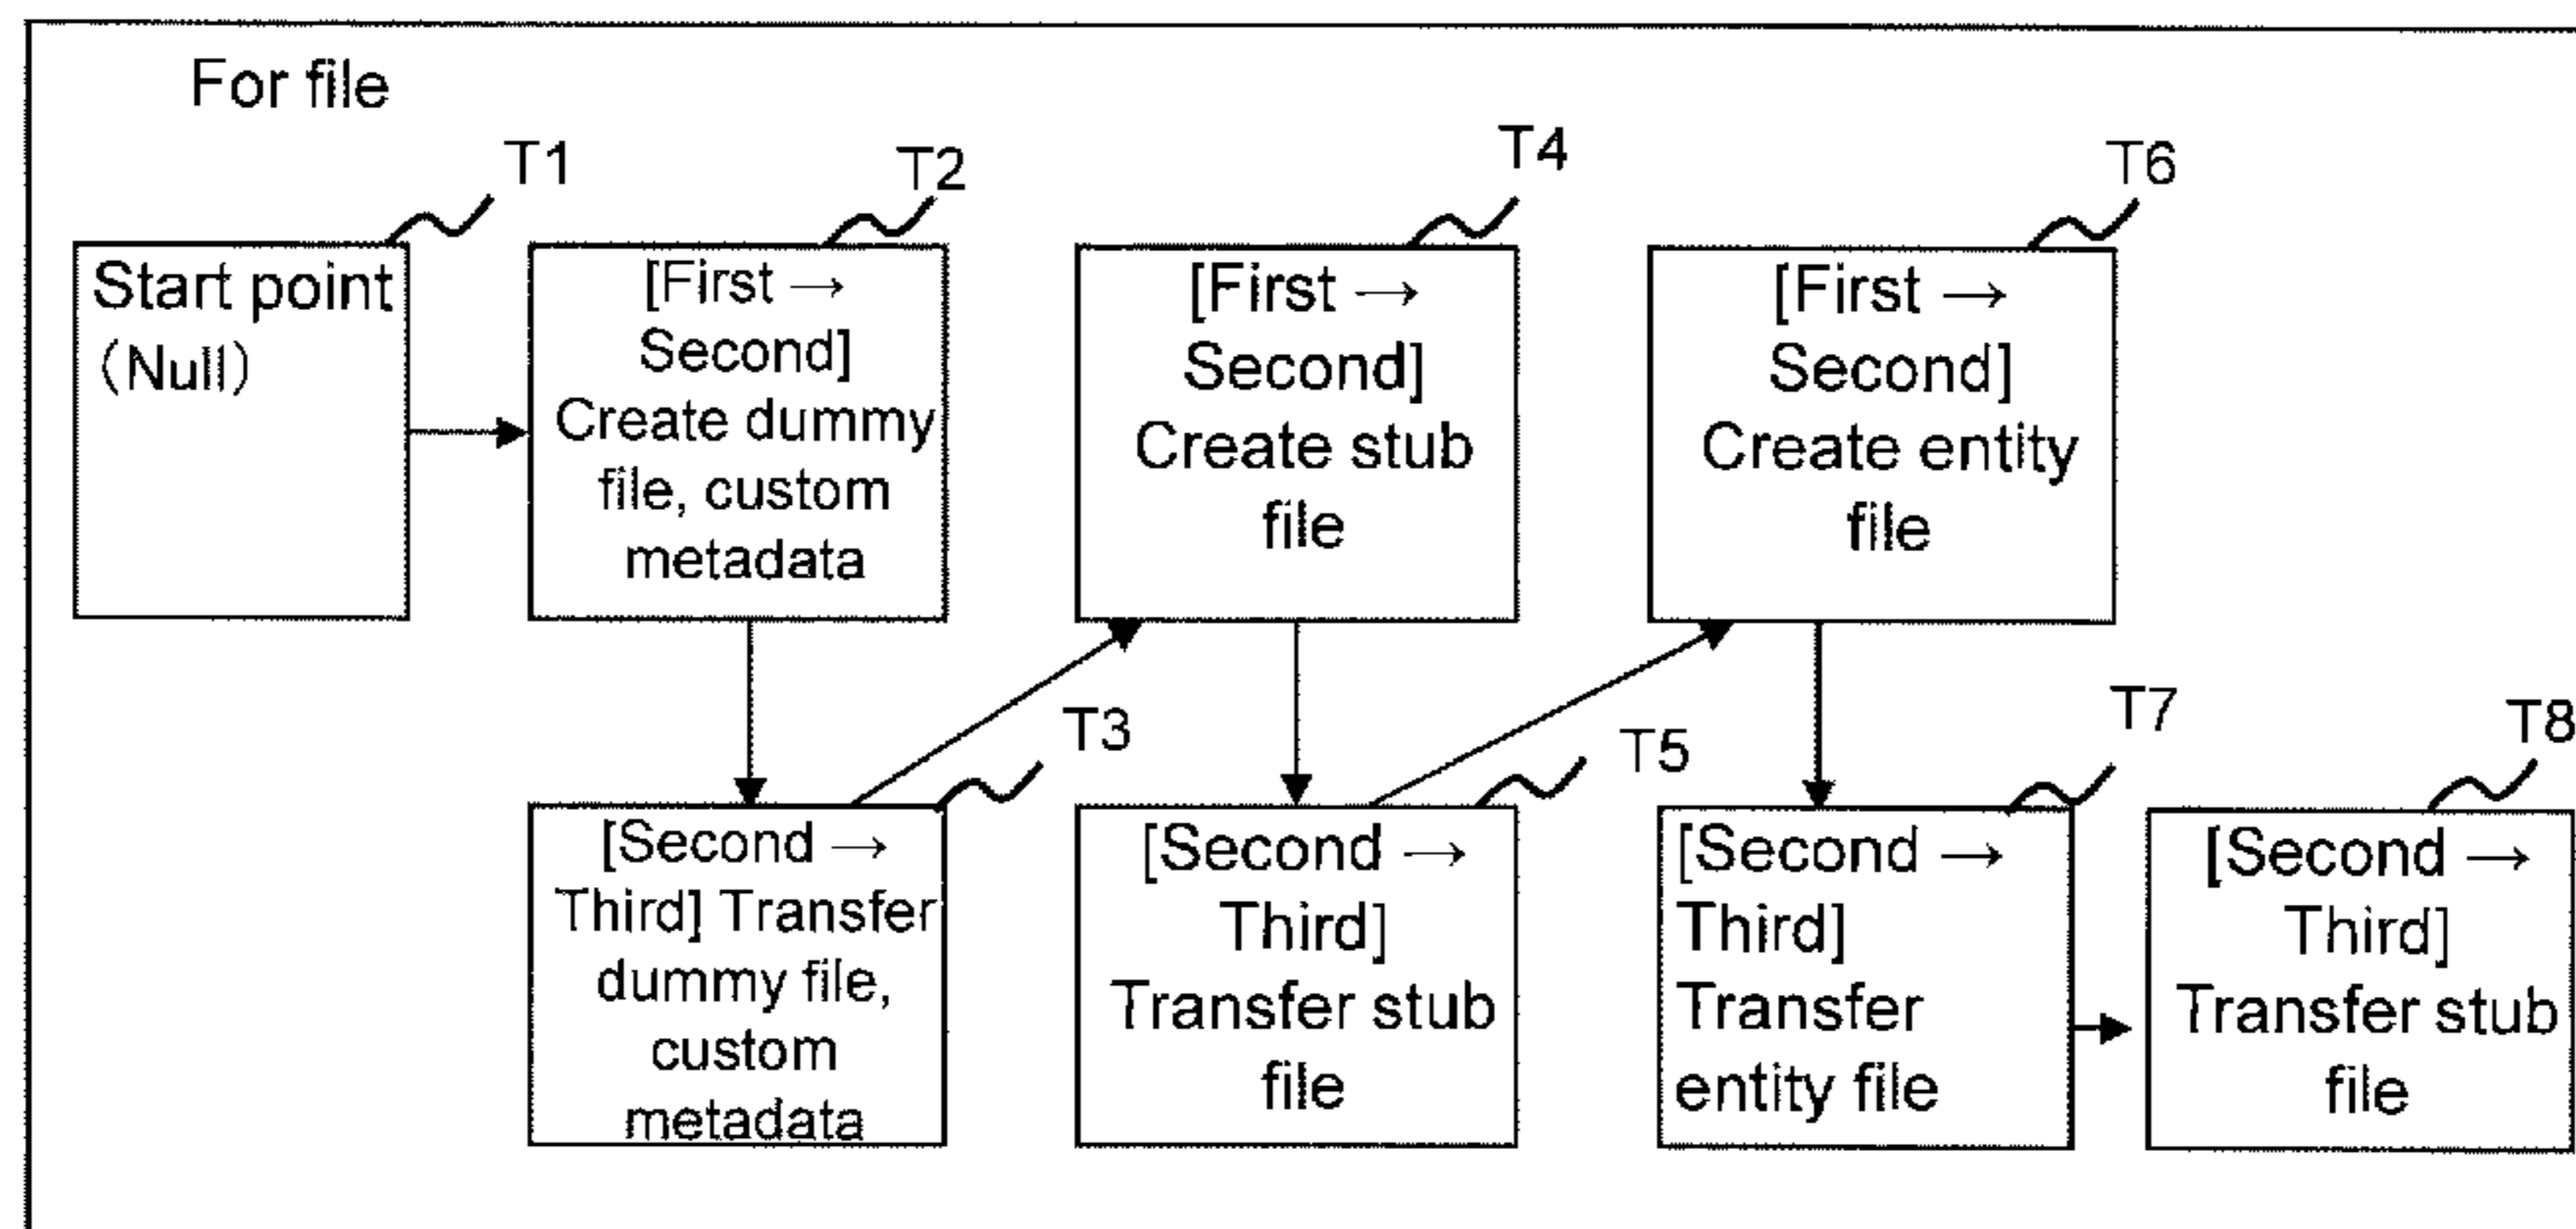 For file
T1
Start point
（Null）
T2
[First →
Second]
Create dummy
file, custom
metadata
T3
[Second →
Third] Transfer
dummy file,
custom
metadata
T4
[First →
Second]
Create stub
file
T5
[Second →
Third]
Transfer stub
file
T6
[First →
Second]
Create entity
file
T7
[Second →
Third]
Transfer
entity file
T8
[Second →
Third]
Transfer stub
file